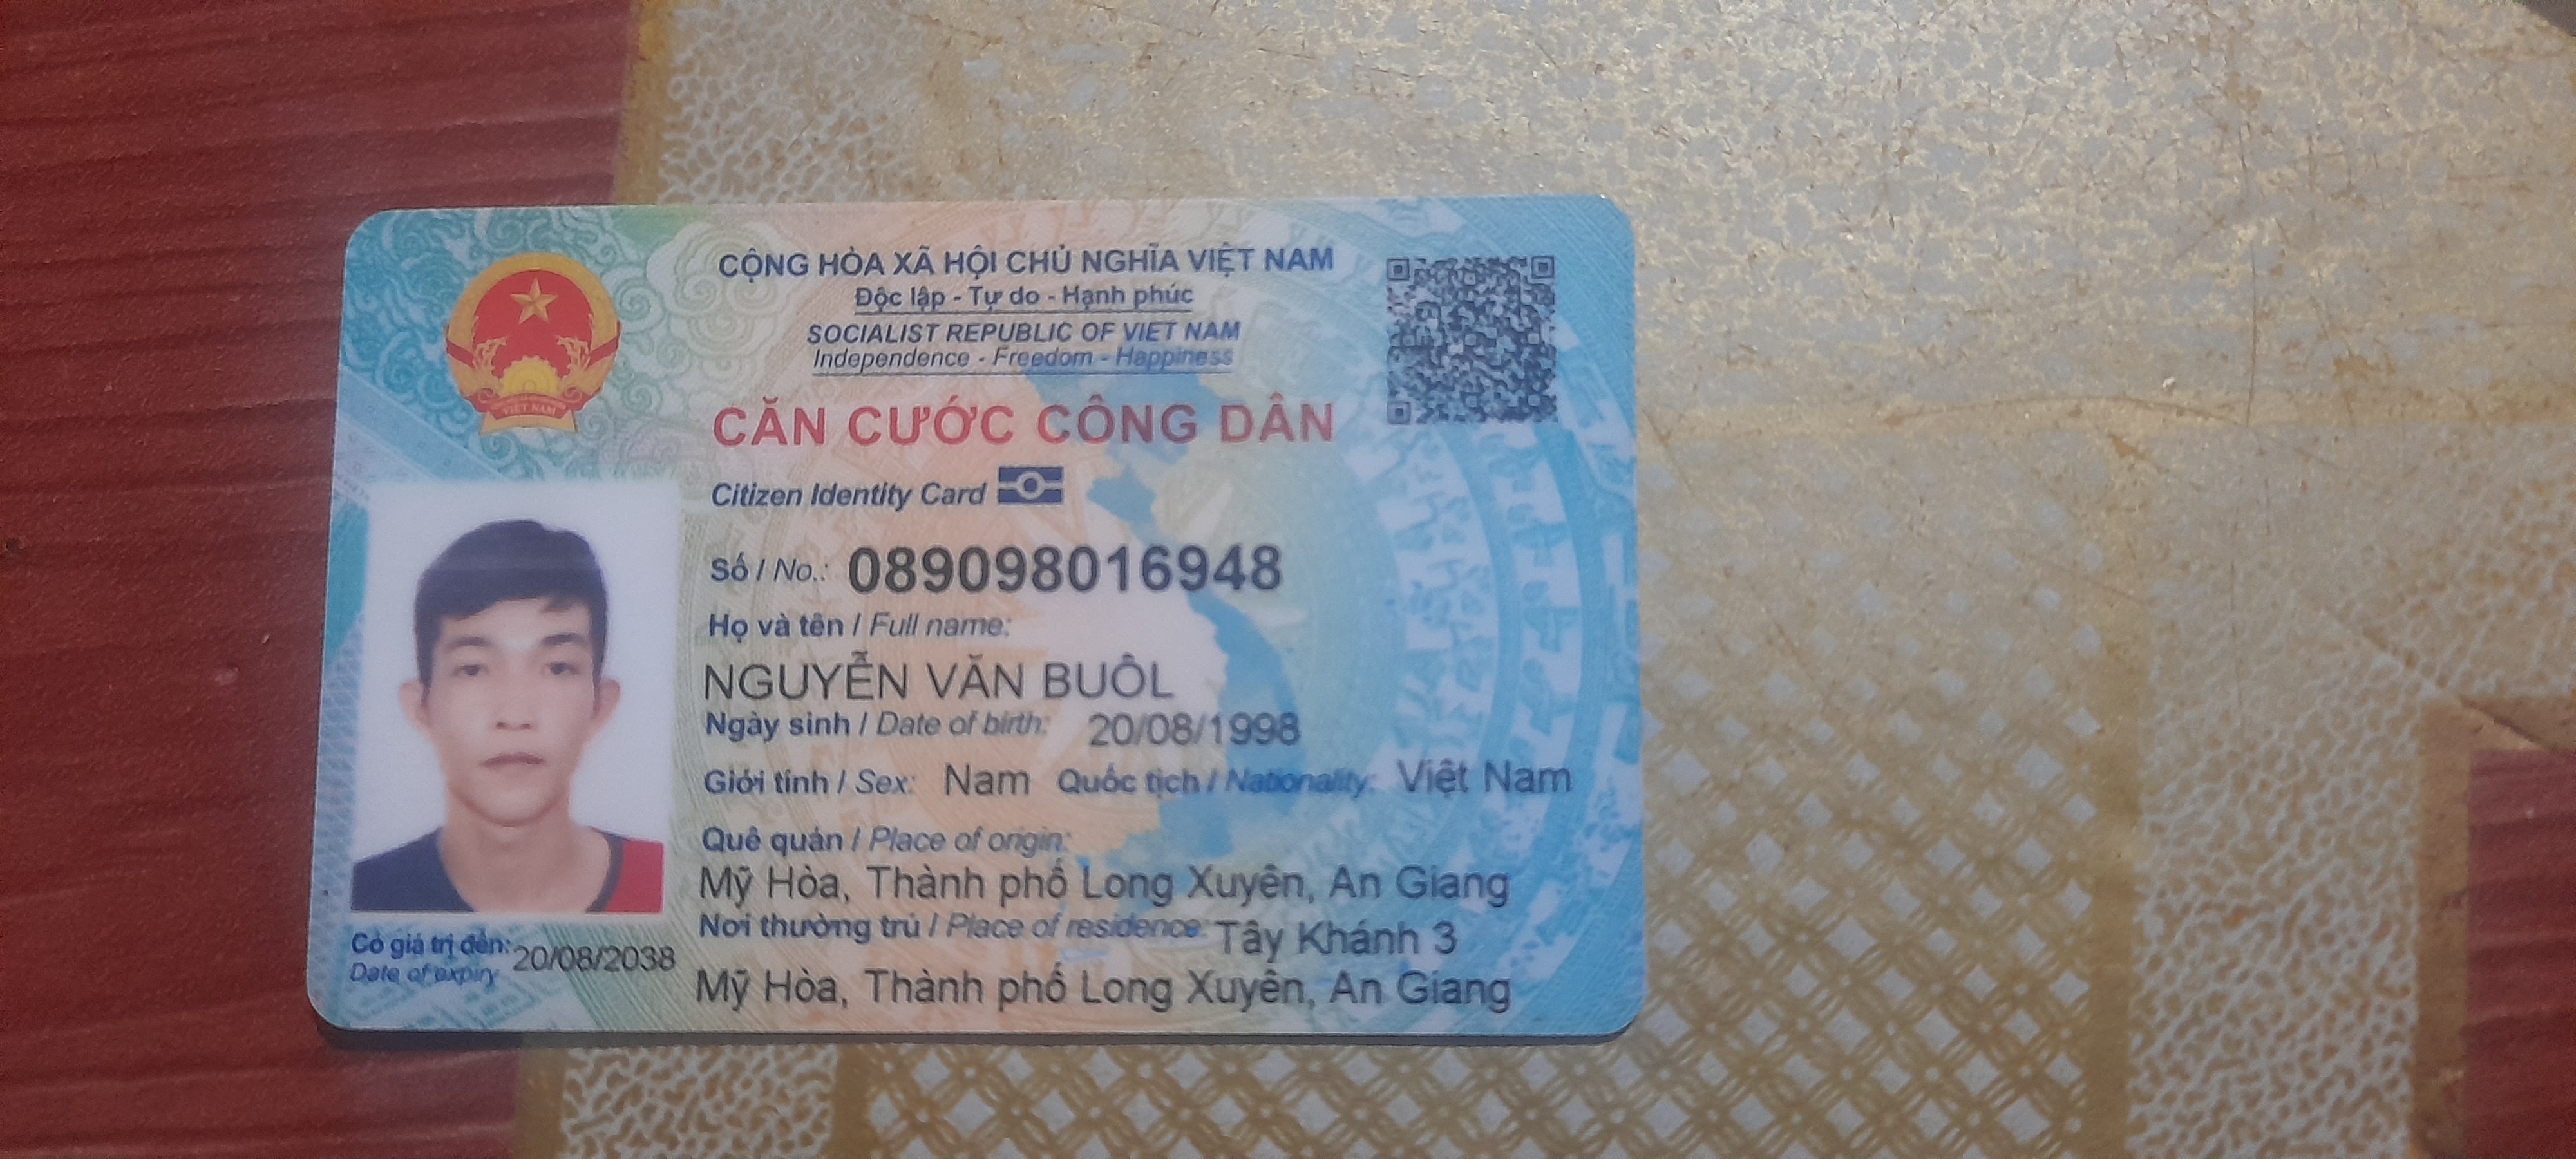 CỘNG HÒA XÃ HỘI CHỦ NGHĨA VIỆT NAM
Độc lập - Tự do - Hạnh phúc
SOCIALIST REPUBLIC OF VIET NAM
Independence - Freedom - Happiness
CĂN CƯỚC CÔNG DÂN
Citizen Identity Card
Số / No.: 089098016948
Họ và tên / Full name:
NGUYỄN VĂN BUÔL
Ngày sinh / Date of birth: 20/08/1998
Giới tính / Sex: Nam Quốc tịch / Nationality: Việt Nam
Quê quán / Place of origin:
Mỹ Hòa, Thành phố Long Xuyên, An Giang
Nơi thường trú / Place of residence: Tây Khánh 3
Mỹ Hòa, Thành phố Long Xuyên, An Giang
Có giá trị đến: 20/08/2038
Date of expiry
VIỆT NAM